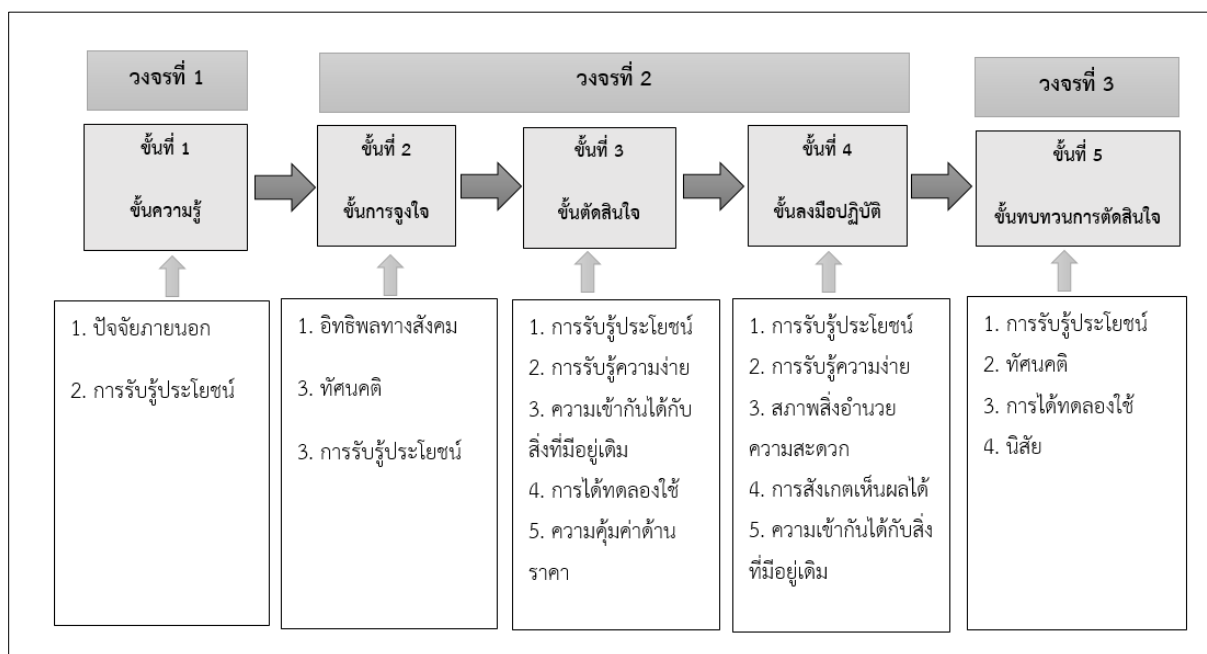 วงจรที่ 1
วงจรที่ 2
วงจรที่ 3
ขั้นที่ 1
ขั้นความรู้
ขั้นที่ 2
ขั้นการจูงใจ
ขั้นที่ 3
ขั้นตัดสินใจ
ขั้นที่ 4
ขั้นลงมือปฏิบัติ
ขั้นที่ 5
ขั้นทบทวนการตัดสินใจ
1. ปัจจัยภายนอก
2. การรับรู้ประโยชน์
1. อิทธิพลทางสังคม
3. ทัศนคติ
3. การรับรู้ประโยชน์
1. การรับรู้ประโยชน์
2. การรับรู้ความง่าย
3. ความเข้ากันได้กับ
สิ่งที่มีอยู่เดิม
4. การได้ทดลองใช้
5. ความคุ้มค่าด้าน
ราคา
1. การรับรู้ประโยชน์
2. การรับรู้ความง่าย
3. สภาพสิ่งอำนวย
ความสะดวก
4. การสังเกตเห็นผลได้
5. ความเข้ากันได้กับสิ่ง
ที่มีอยู่เดิม
1. การรับรู้ประโยชน์
2. ทัศนคติ
3. การได้ทดลองใช้
4. นิสัย